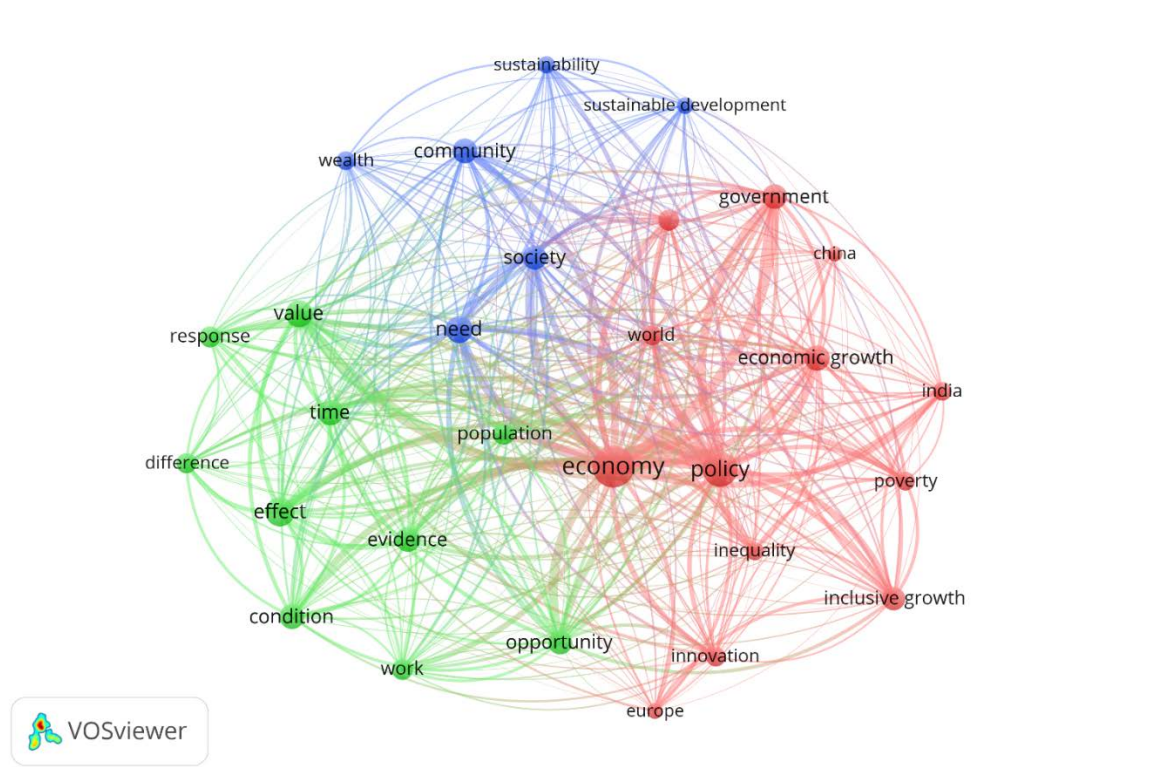 sustainability
sustainable development
community
wealth
government
china
society
value
need
response
world
economic growth
india
time
population
difference
economy
policy
poverty
effect
evidence
inequality
inclusive growth
condition
opportunity
innovation
work
europe
VOSviewer